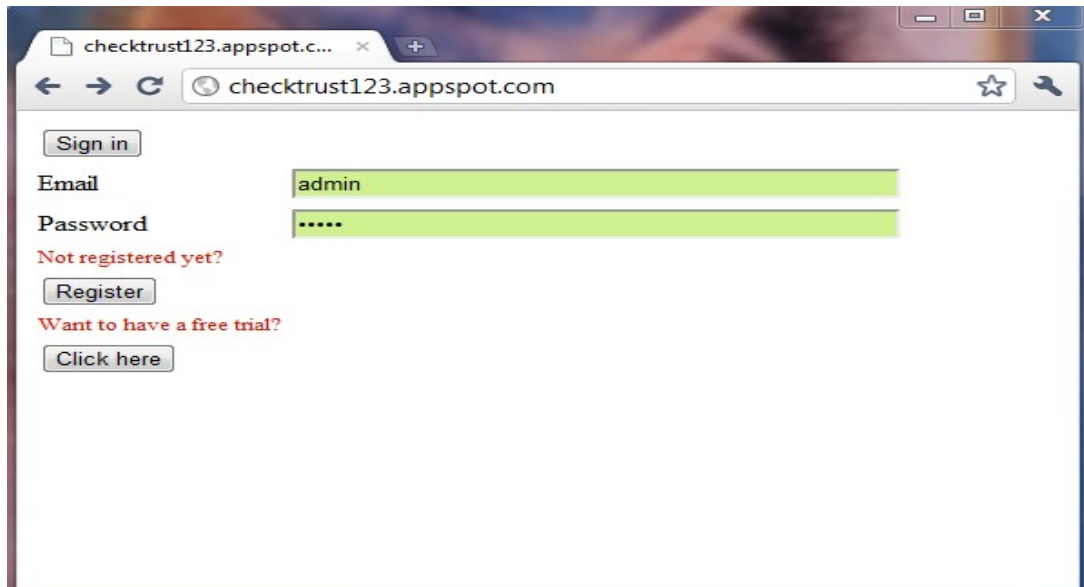 checktrust123.appspot.c...
checktrust123.appspot.com
Sign in
Email admin
Password •••••
Not registered yet?
Register
Want to have a free trial?
Click here